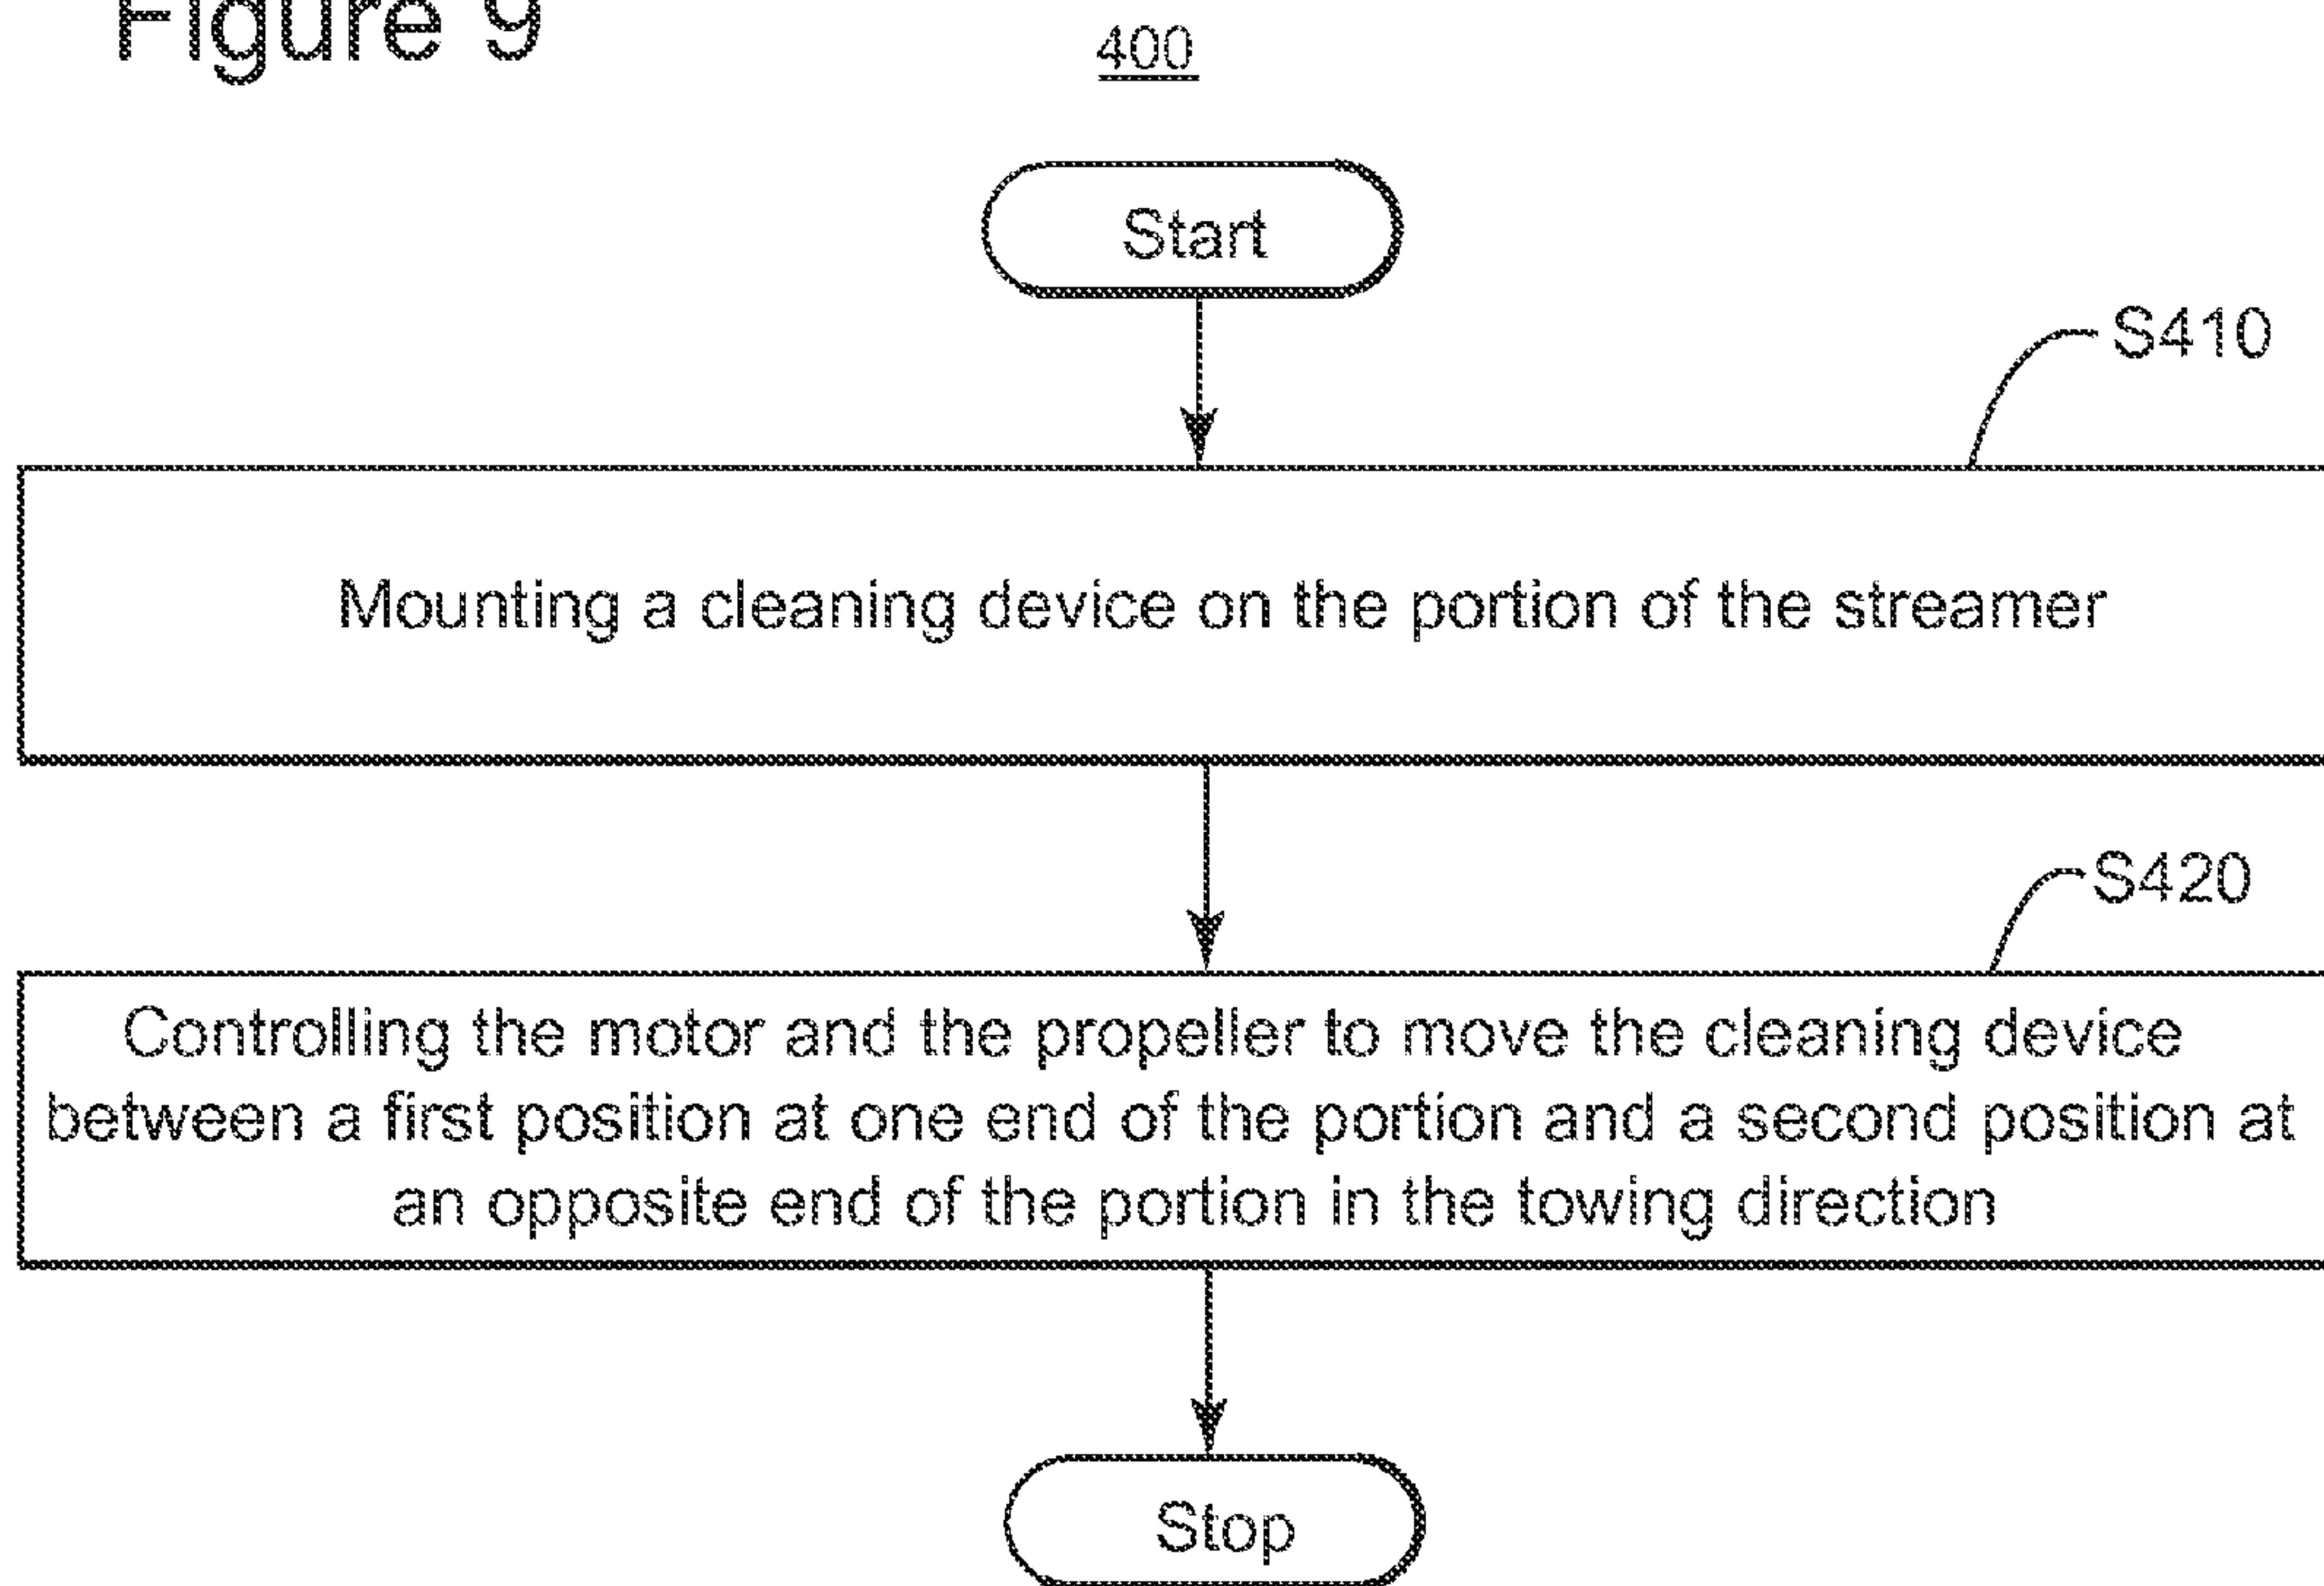 Figure 9
400
Start
S410
Mounting a cleaning device on the portion of the streamer
S420
Controlling the motor and the propeller to move the cleaning device
between a first position at one end of the portion and a second position at
an opposite end of the portion in the towing direction
Stop